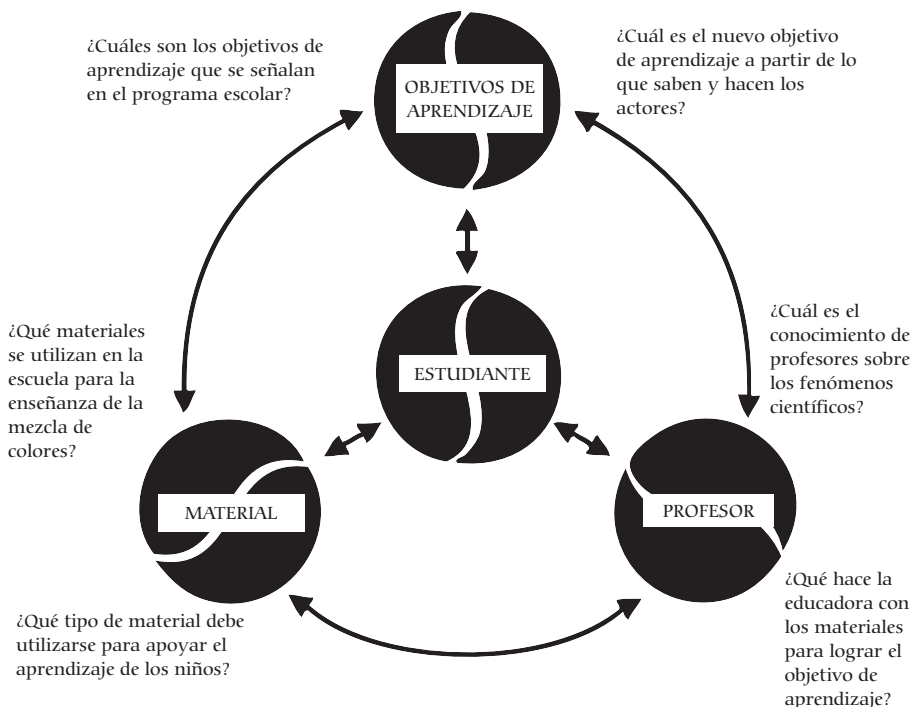 ¿Cuáles son los objetivos de
aprendizaje que se señalan
en el programa escolar?
¿Cuál es el nuevo objetivo
de aprendizaje a partir de lo
que saben y hacen los
actores?
OBJETIVOS DE
APRENDIZAJE
¿Qué materiales
se utilizan en la
escuela para la
enseñanza de la
mezcla de
colores?
ESTUDIANTE
¿Cuál es el
conocimiento de
profesores sobre
los fenómenos
científicos?
MATERIAL
PROFESOR
¿Qué tipo de material debe
utilizarse para apoyar el
aprendizaje de los niños?
¿Qué hace la
educadora con
los materiales
para lograr el
objetivo de
aprendizaje?